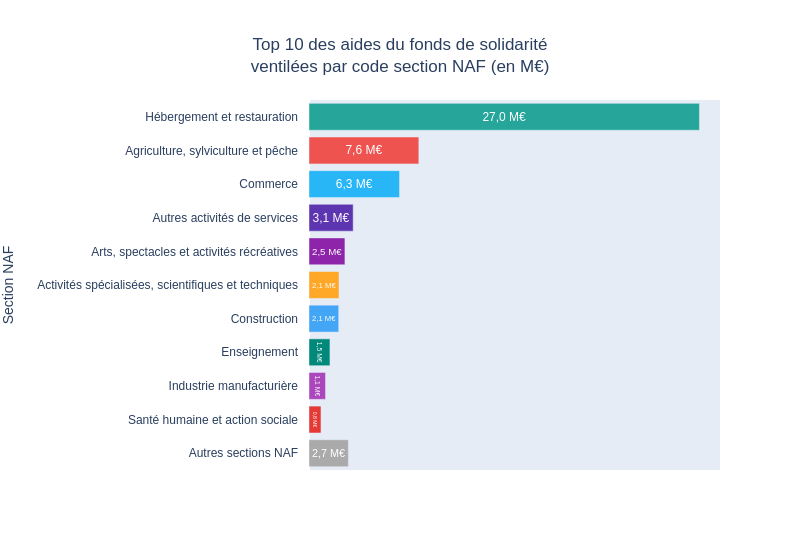 Top 10 des aides du fonds de solidarité
ventilées par code section NAF (en M€)
Section NAF
Hébergement et restauration
27,0 M€
Agriculture, sylviculture et pêche
7,6 M€
Commerce
6,3 M€
Autres activités de services
3,1 M€
Arts, spectacles et activités récréatives
2,5 M€
Activités spécialisées, scientifiques et techniques
2,1 M€
Construction
2,1 M€
Enseignement
1,5 M€
Industrie manufacturière
1,1 M€
Santé humaine et action sociale
0,8 M€
Autres sections NAF
2,7 M€